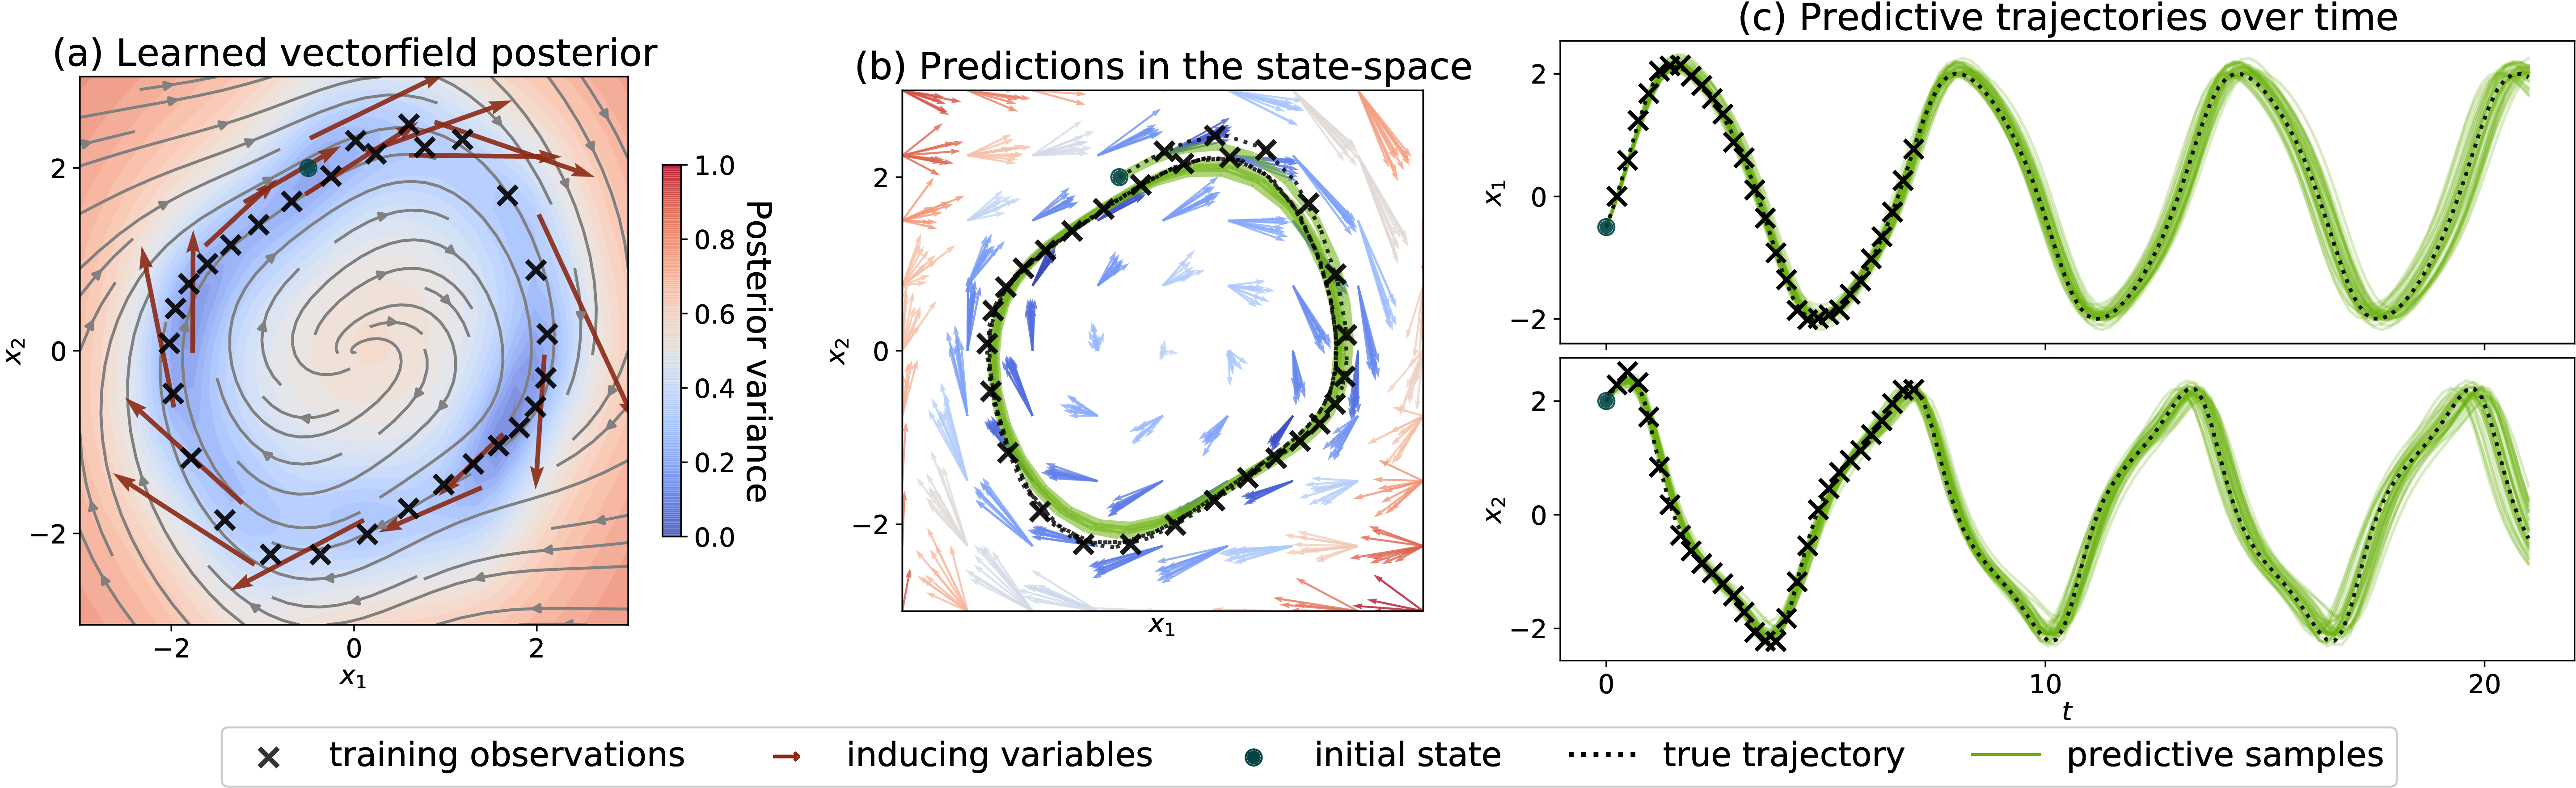 (a) Learned vectorfield posterior
2
0
−2
x2
−2
0
2
x1
1.0
0.8
0.6
0.4
0.2
0.0
Posterior variance
(b) Predictions in the state-space
2
0
−2
x2
x1
(c) Predictive trajectories over time
2
0
−2
x1
2
0
−2
x2
0
10
20
t
training observations
inducing variables
initial state
true trajectory
predictive samples